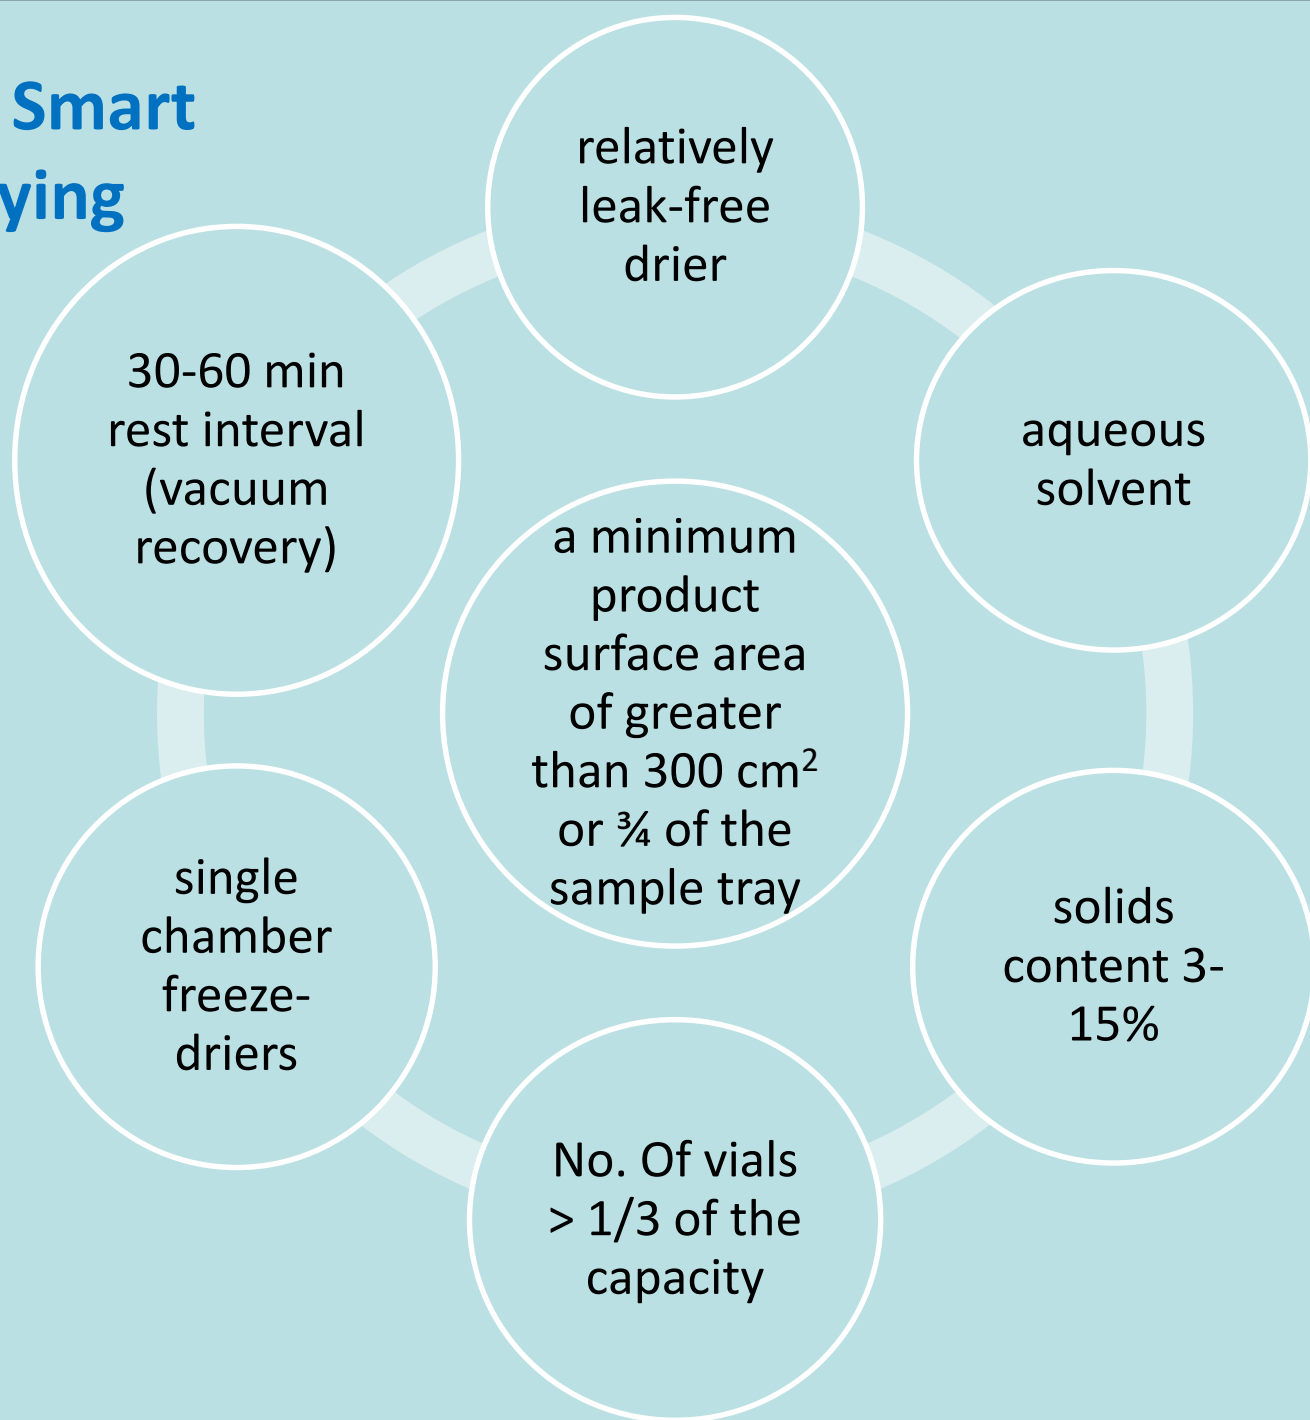 Smart
ying
relatively
leak-free
drier
aqueous
solvent
solids
content 3-
15%
No. Of vials
> 1/3 of the
capacity
single
chamber
freeze-
driers
30-60 min
rest interval
(vacuum
recovery)
a minimum
product
surface area
of greater
than 300 cm²
or ¾ of the
sample tray